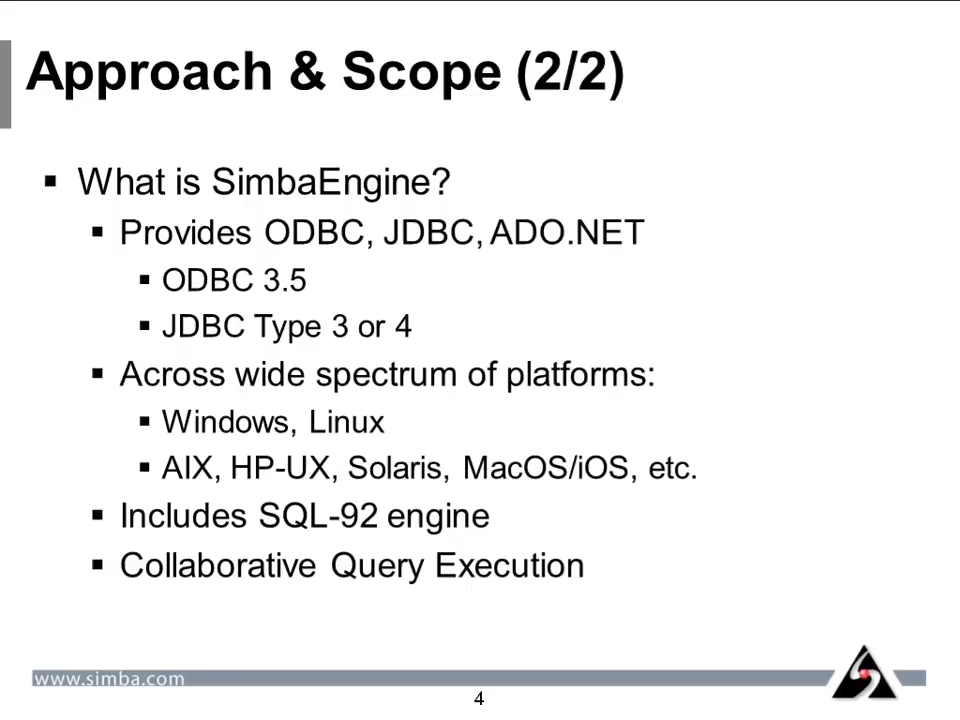 Approach & Scope (2/2)
▪ What is SimbaEngine?
▪ Provides ODBC, JDBC, ADO.NET
▪ ODBC 3.5
▪ JDBC Type 3 or 4
▪ Across wide spectrum of platforms:
▪ Windows, Linux
▪ AIX, HP-UX, Solaris, MacOS/iOS, etc.
▪ Includes SQL-92 engine
▪ Collaborative Query Execution
www.simba.com
4